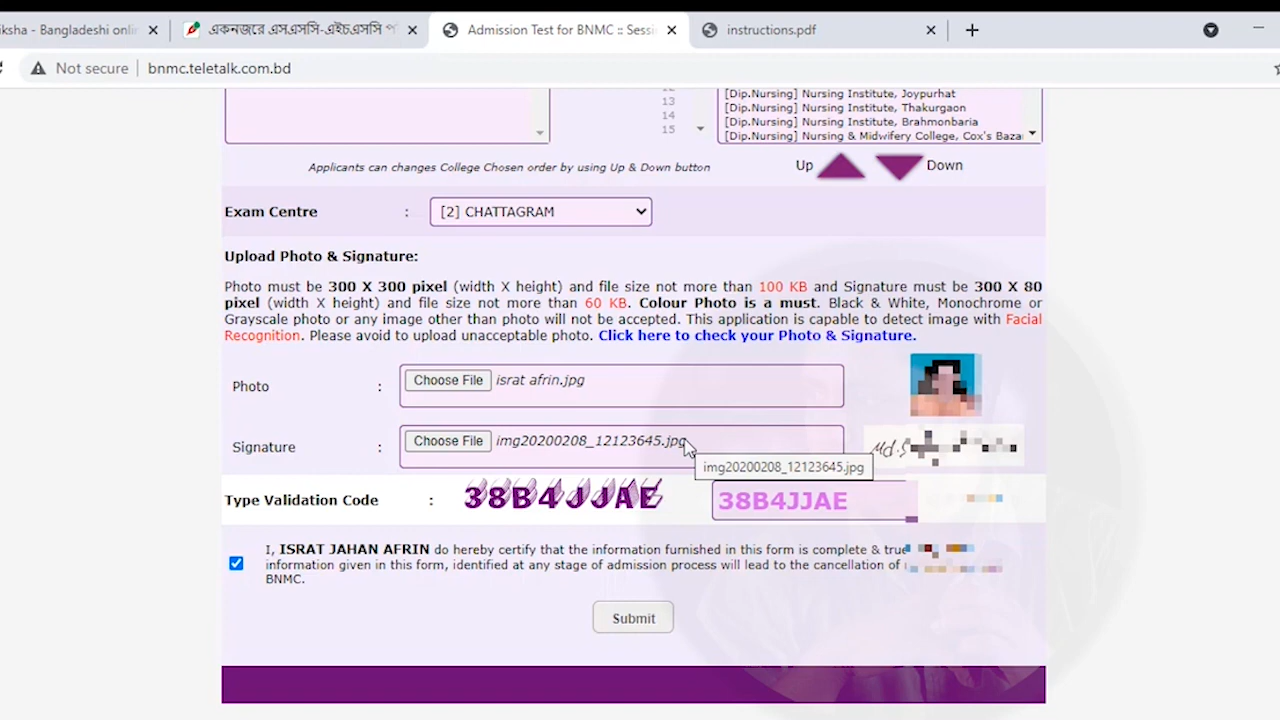 iksha - Bangladeshi onlin
একনজরে এসএসসি-এইচএসসি প
Admission Test for BNMC :: Sessi
instructions.pdf
Not secure
bnmc.teletalk.com.bd
13
14
15
[Dip.Nursing] Nursing Institute, Joypurhat
[Dip.Nursing] Nursing Institute, Thakurgaon
[Dip.Nursing] Nursing Institute, Brahmonbaria
[Dip.Nursing] Nursing & Midwifery College, Cox's Bazar
Applicants can changes College Chosen order by using Up & Down button
Up
Down
Exam Centre :
[2] CHATTAGRAM
Upload Photo & Signature:
Photo must be 300 X 300 pixel (width X height) and file size not more than 100 KB and Signature must be 300 X 80
pixel (width X height) and file size not more than 60 KB. Colour Photo is a must. Black & White, Monochrome or
Grayscale photo or any image other than photo will not be accepted. This application is capable to detect image with Facial
Recognition. Please avoid to upload unacceptable photo. Click here to check your Photo & Signature.
Photo :
Choose File israt afrin.jpg
Signature :
Choose File img20200208_12123645.jpg
Md.S
img20200208_12123645.jpg
Type Validation Code :
38B4JJAE
38B4JJAE
I, ISRAT JAHAN AFRIN do hereby certify that the information furnished in this form is complete & true
information given in this form, identified at any stage of admission process will lead to the cancellation of
BNMC.
Submit